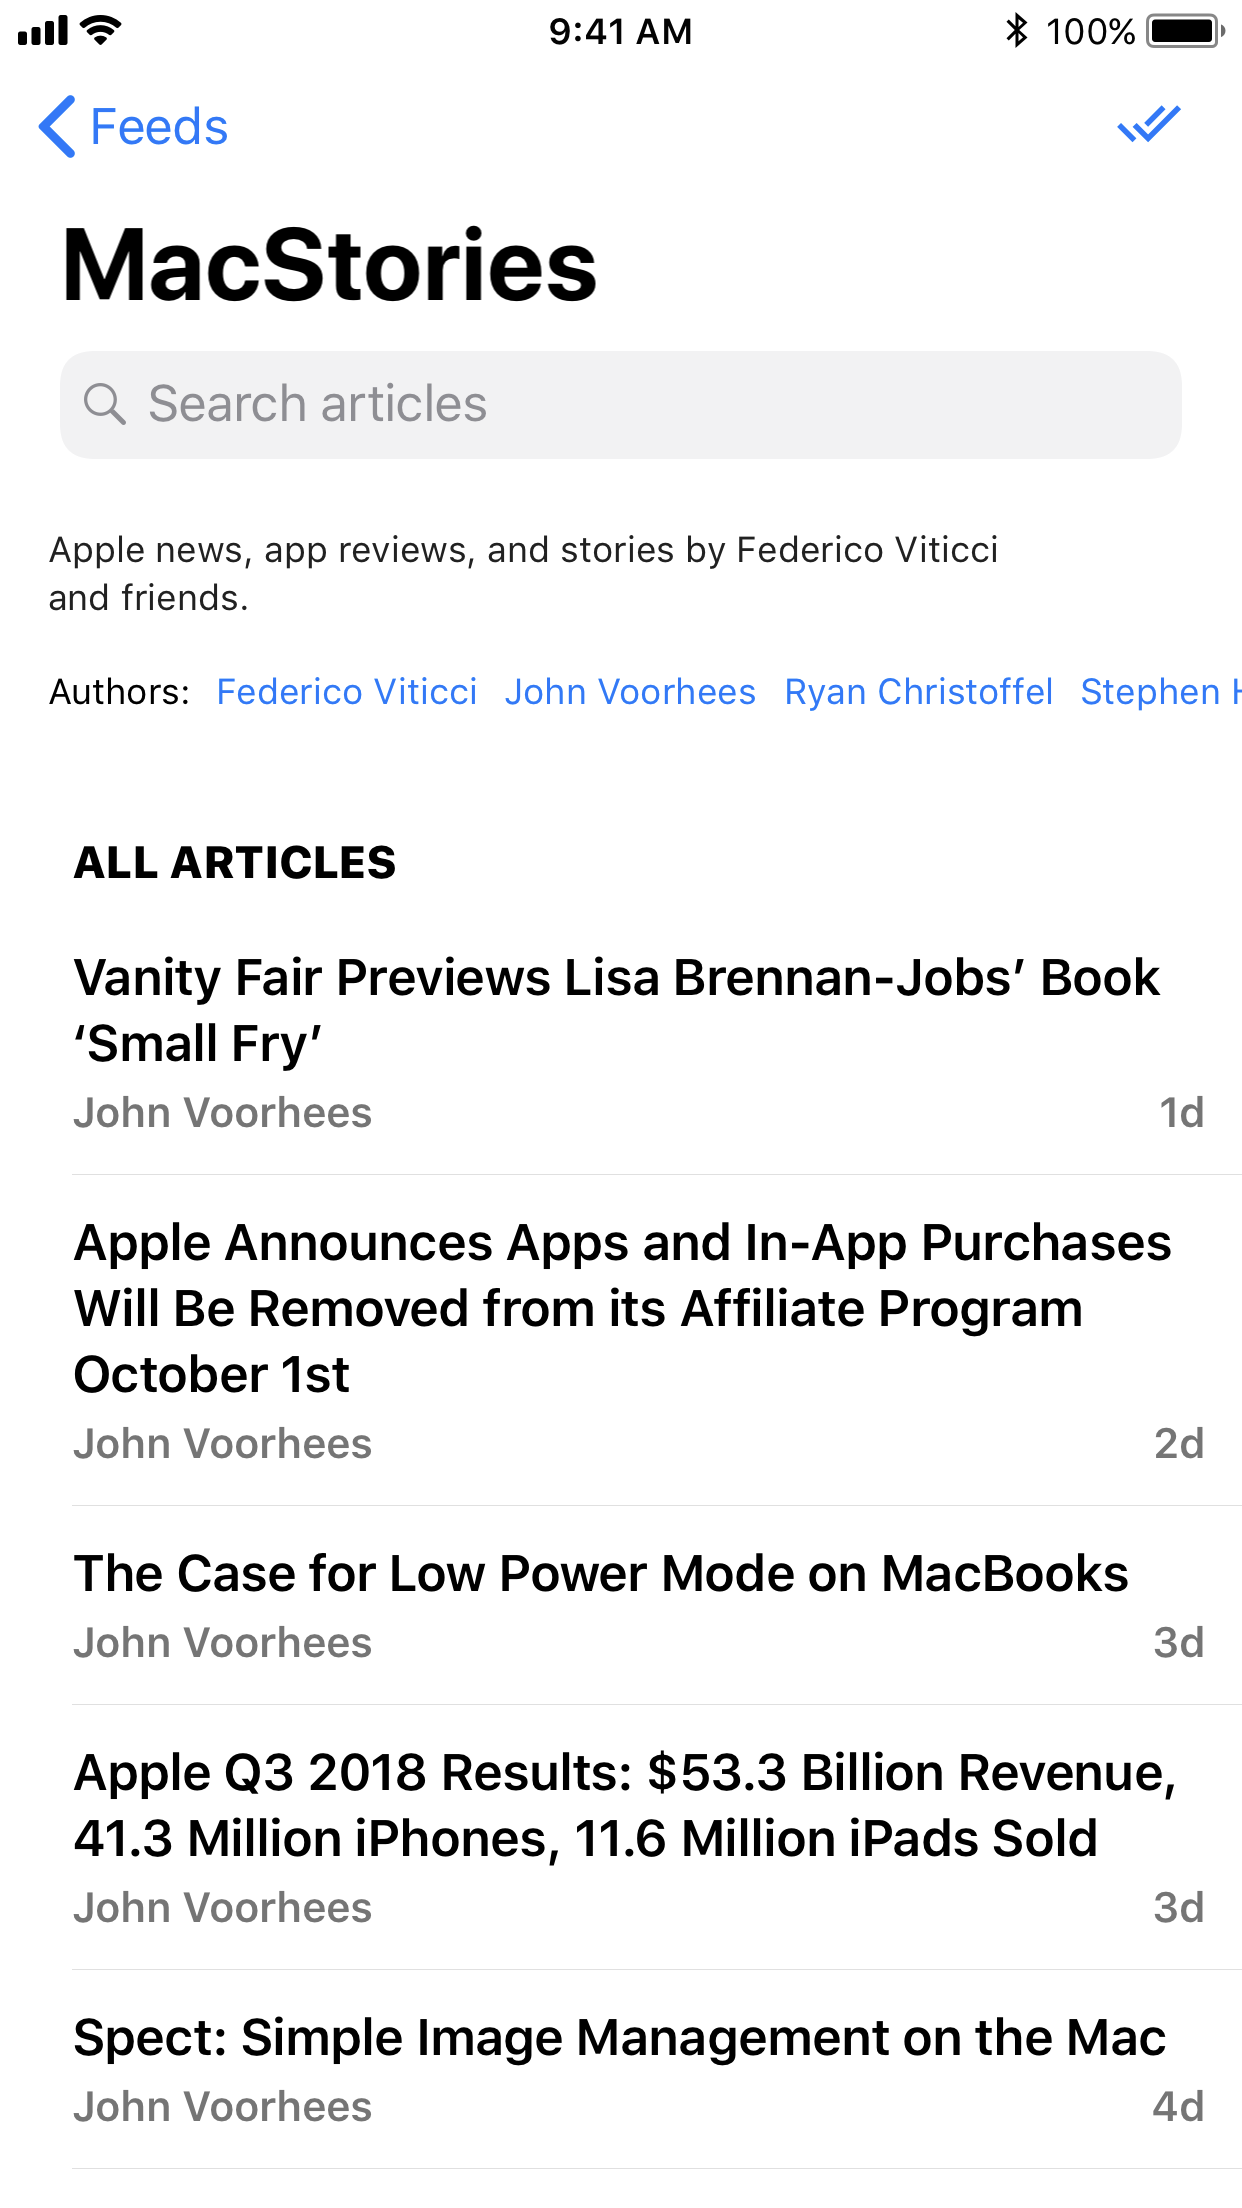 9:41 AM
100%
Feeds
MacStories
Search articles
Apple news, app reviews, and stories by Federico Viticci
and friends.
Authors: Federico Viticci John Voorhees Ryan Christoffel Stephen
ALL ARTICLES
Vanity Fair Previews Lisa Brennan-Jobs’ Book
‘Small Fry’
John Voorhees 1d
Apple Announces Apps and In-App Purchases
Will Be Removed from its Affiliate Program
October 1st
John Voorhees 2d
The Case for Low Power Mode on MacBooks
John Voorhees 3d
Apple Q3 2018 Results: $53.3 Billion Revenue,
41.3 Million iPhones, 11.6 Million iPads Sold
John Voorhees 3d
Spect: Simple Image Management on the Mac
John Voorhees 4d